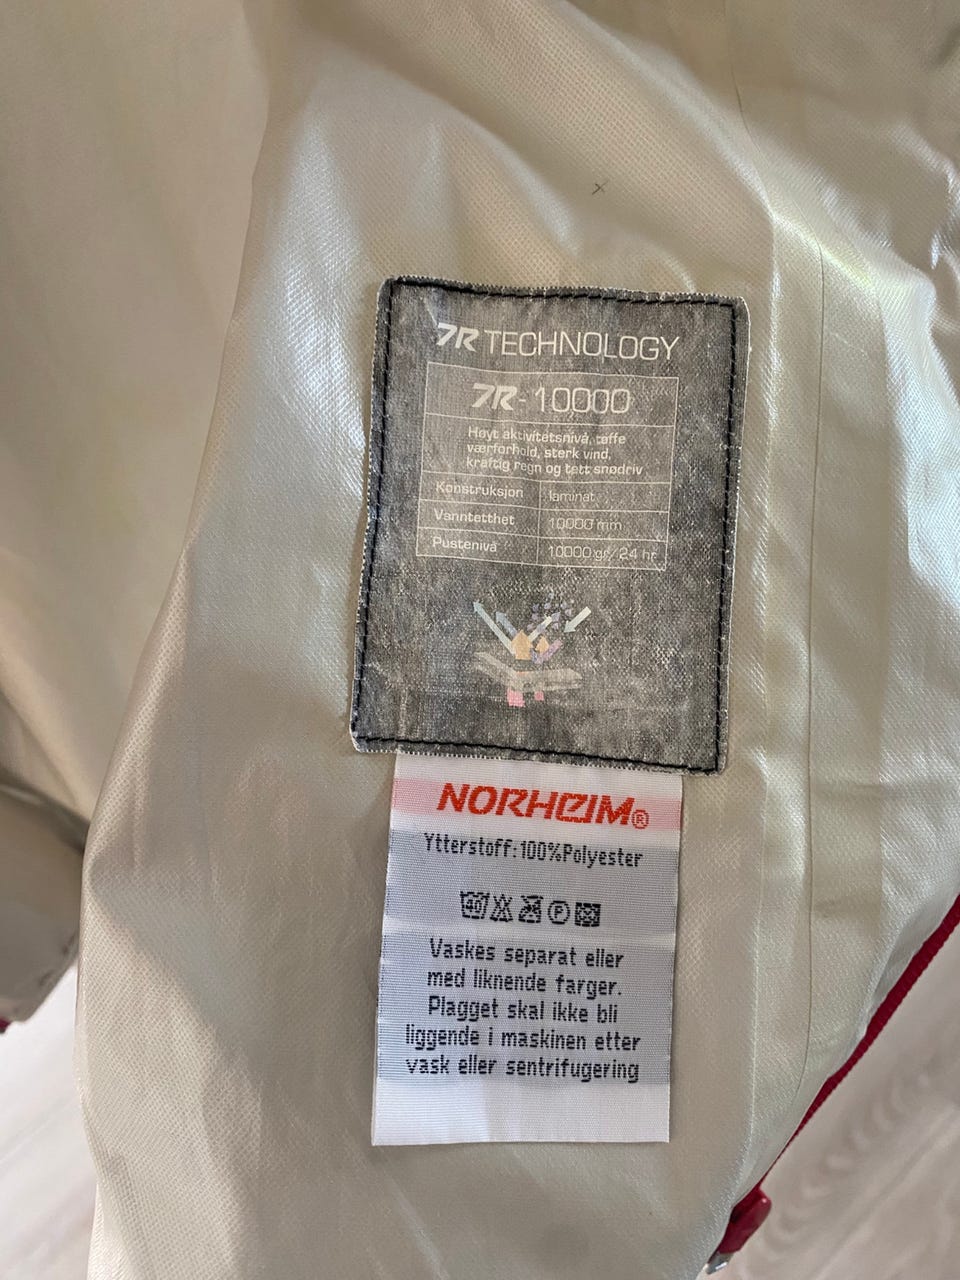 7R TECHNOLOGY
7R - 10000
Høyt aktivitetsnivå, tøffe
værforhold, sterk vind,
kraftig regn og tett snødriv
Konstruksjon laminat
Vanntetthet 10000 mm
Pustenivå 10000 gr/24 hr
NORHEIM®
Ytterstoff:100%Polyester
40 P
Vaskes separat eller
med liknende farger.
Plagget skal ikke bli
liggende i maskinen etter
vask eller sentrifugering